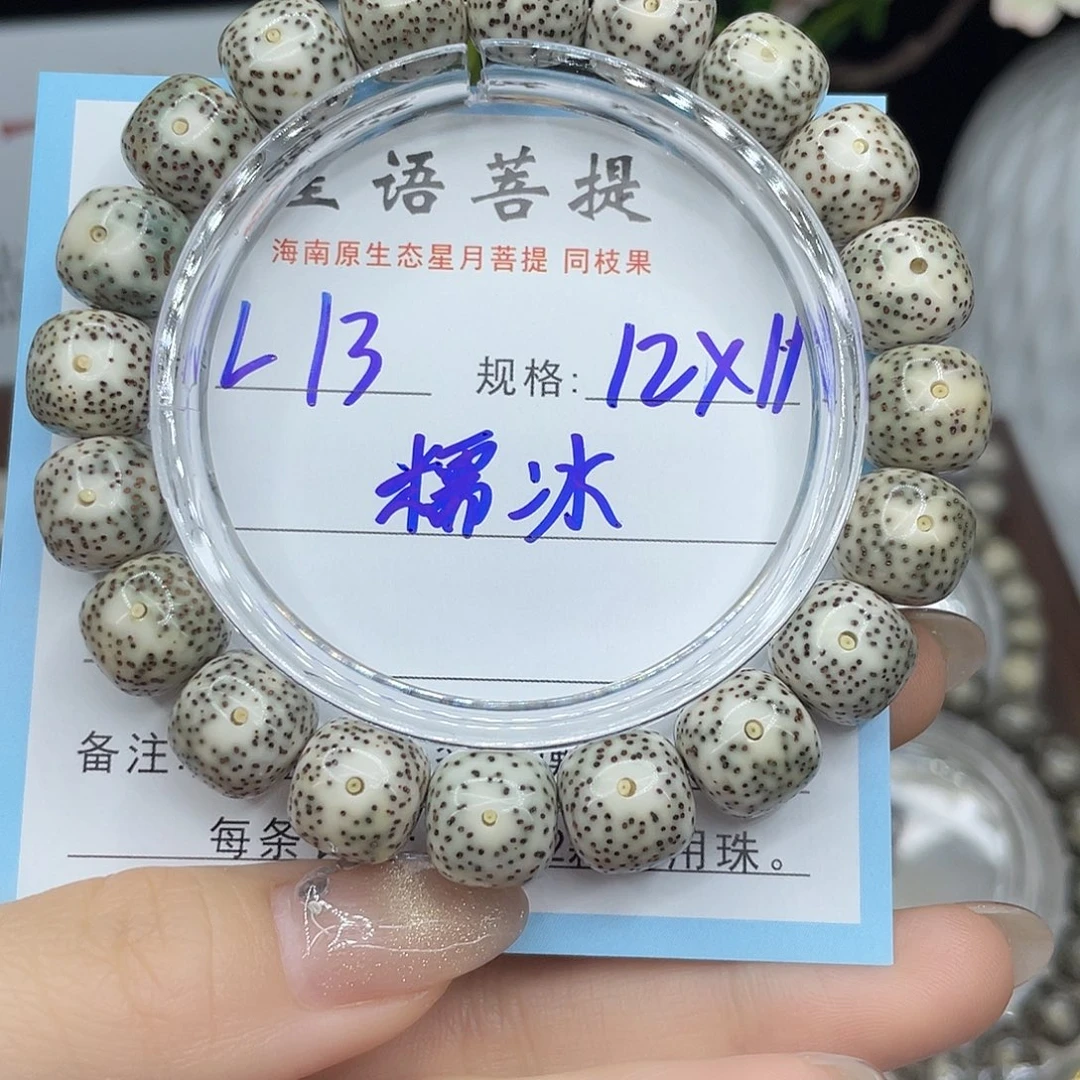 语菩提
海南原生态星月菩提 同枝果
L13 规格: 12X11
糯冰
备注:
每条 用珠。